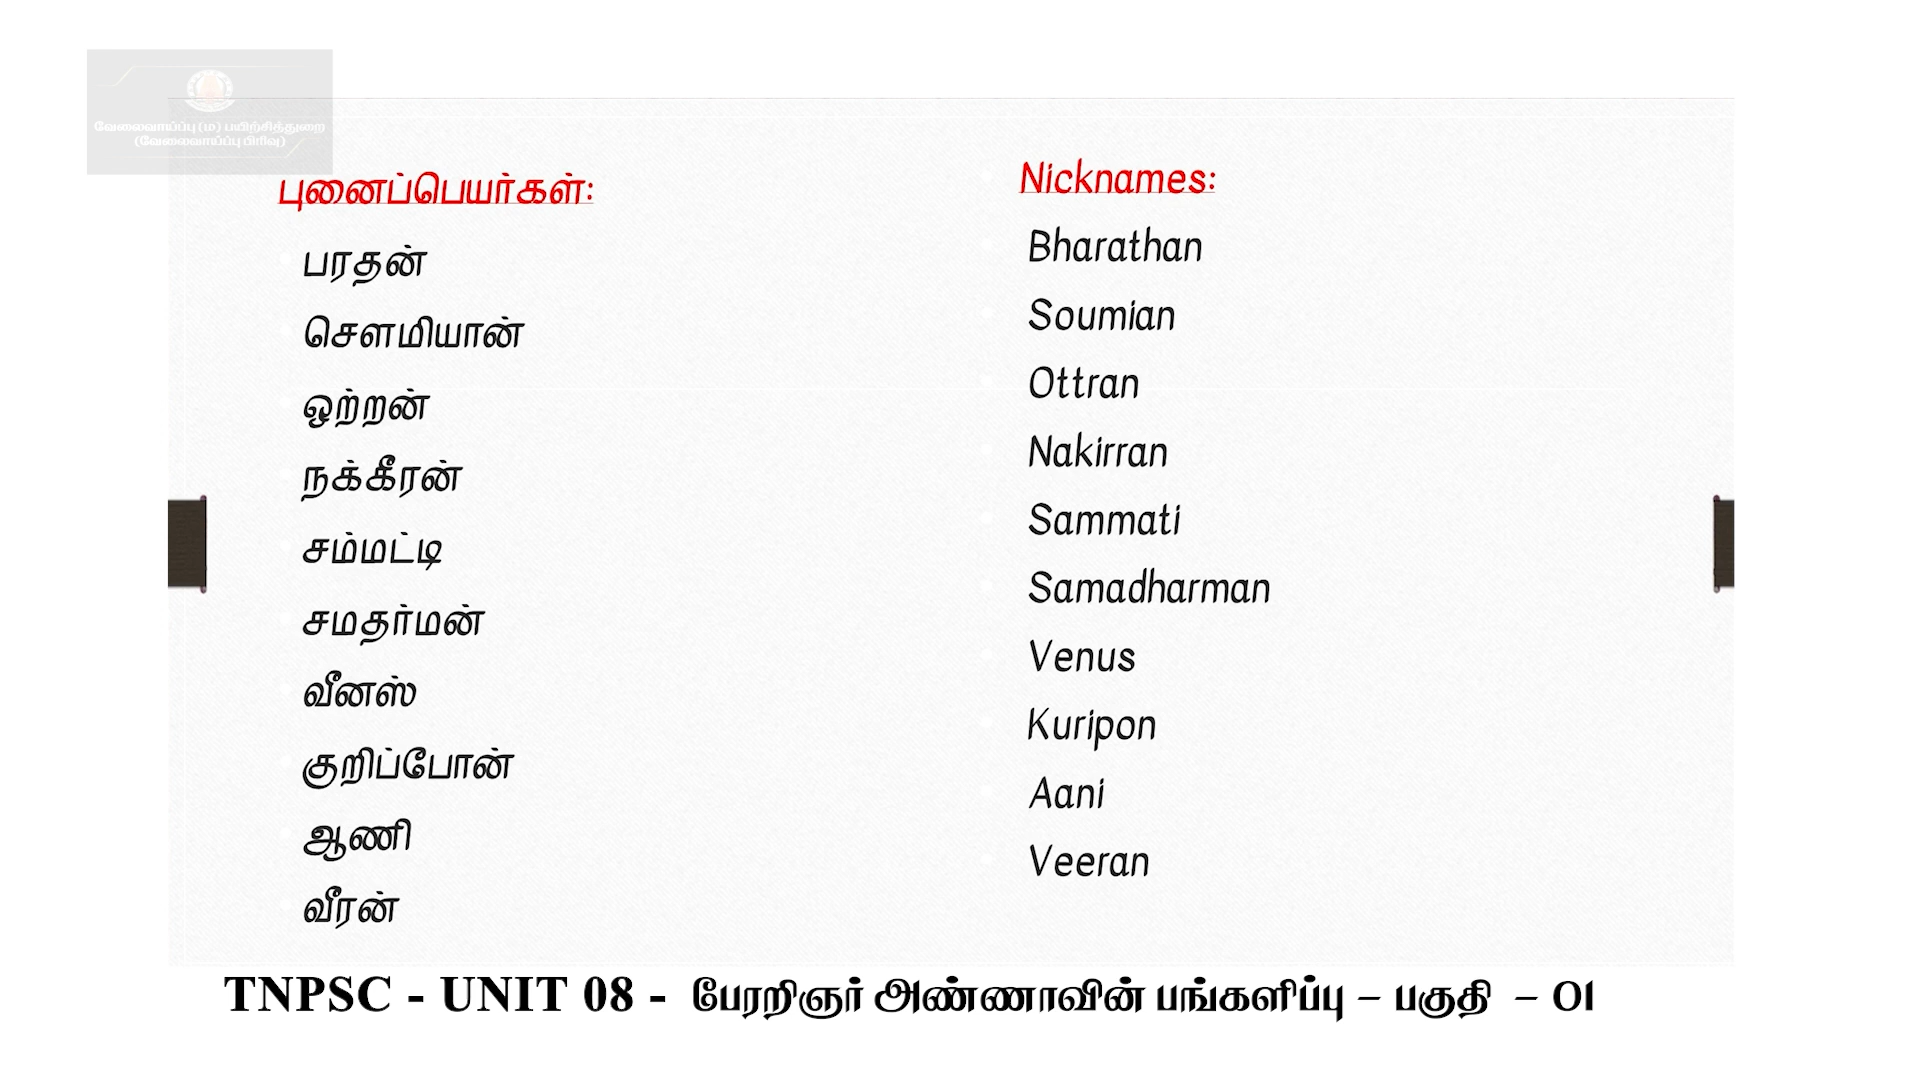 வேலைவாய்ப்பு (ம) பயிற்சித்துறை
(வேலைவாய்ப்பு பிரிவு)
புனைப்பெயர்கள்:
பரதன்
சௌமியான்
ஒற்றன்
நக்கீரன்
சம்மட்டி
சமதர்மன்
வீனஸ்
குறிப்போன்
ஆணி
வீரன்
Nicknames:
Bharathan
Soumian
Ottran
Nakirran
Sammati
Samadharman
Venus
Kuripon
Aani
Veeran
TNPSC - UNIT 08 - பேரறிஞர் அண்ணாவின் பங்களிப்பு – பகுதி – 01